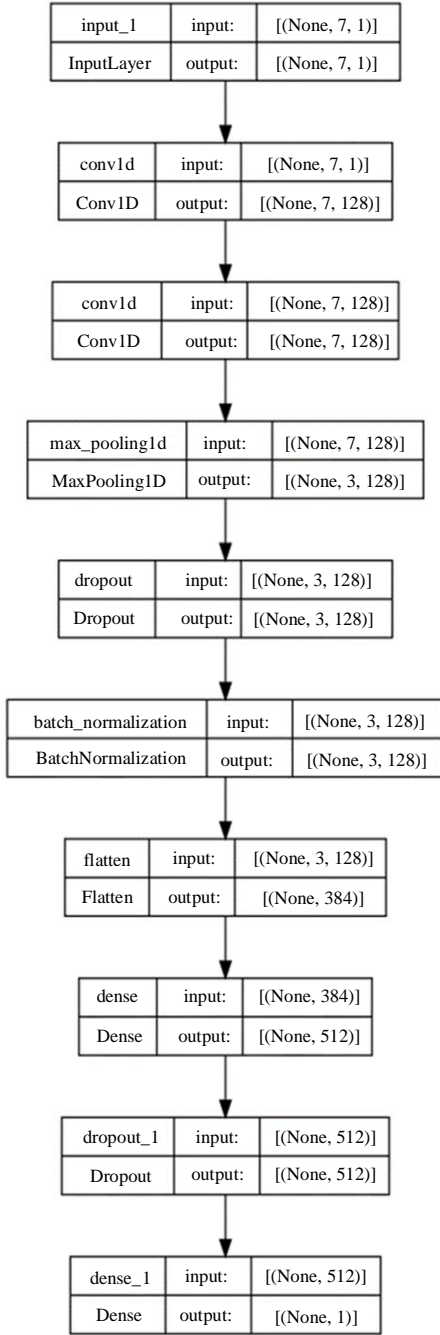 input_1 input: [(None, 7, 1)]
InputLayer output: [(None, 7, 1)]
conv1d input: [(None, 7, 1)]
Conv1D output: [(None, 7, 128)]
conv1d input: [(None, 7, 128)]
Conv1D output: [(None, 7, 128)]
max_pooling1d input: [(None, 7, 128)]
MaxPooling1D output: [(None, 3, 128)]
dropout input: [(None, 3, 128)]
Dropout output: [(None, 3, 128)]
batch_normalization input: [(None, 3, 128)]
BatchNormalization output: [(None, 3, 128)]
flatten input: [(None, 3, 128)]
Flatten output: [(None, 384)]
dense input: [(None, 384)]
Dense output: [(None, 512)]
dropout_1 input: [(None, 512)]
Dropout output: [(None, 512)]
dense_1 input: [(None, 512)]
Dense output: [(None, 1)]